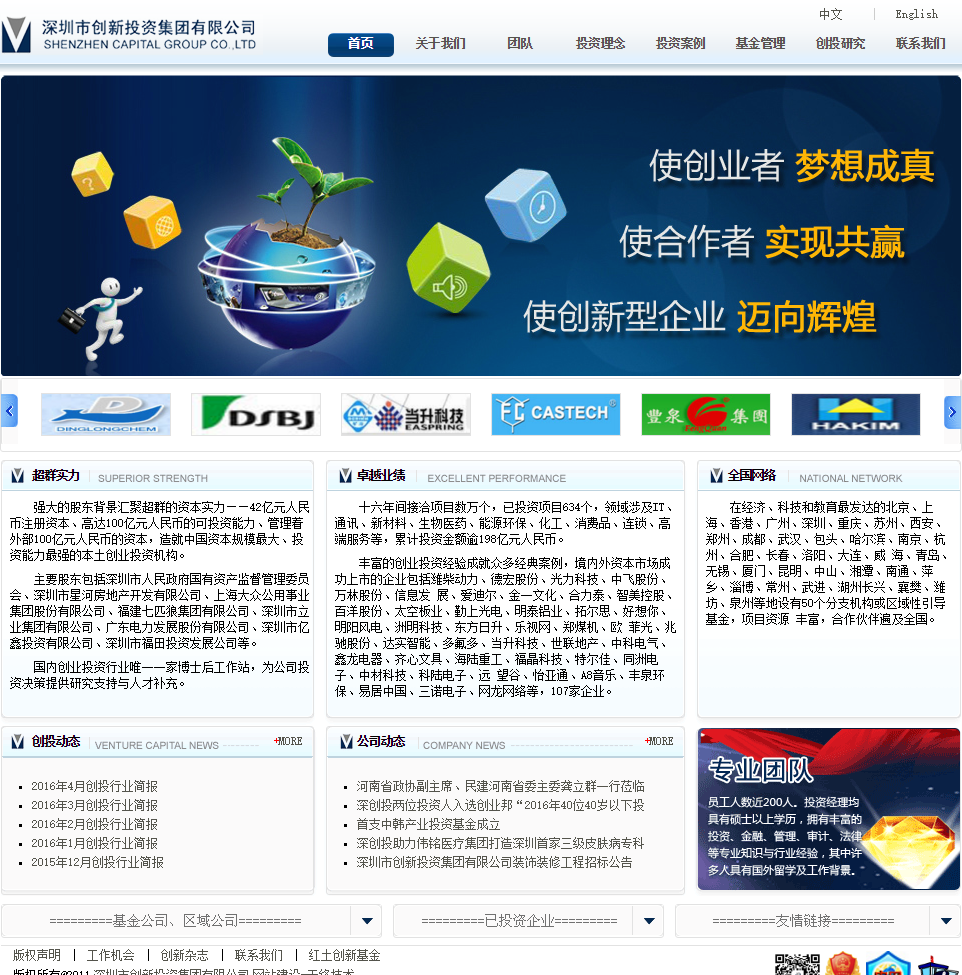 中文 | English
深圳市创新投资集团有限公司
SHENZHEN CAPITAL GROUP CO.,LTD
首页 关于我们 团队 投资理念 投资案例 基金管理 创投研究 联系我们
使创业者 梦想成真
使合作者 实现共赢
使创新型企业 迈向辉煌
DINGLONGCHEM DSBJ 当升科技 EASPRING CASTECH 豐泉集团 Fengquan HAKIM
超群实力 SUPERIOR STRENGTH
强大的股东背景汇聚超群的资本实力——42亿元人民
币注册资本、高达100亿元人民币的可投资能力、管理着
外部100亿元人民币的资本，造就中国资本规模最大、投
资能力最强的本土创业投资机构。
主要股东包括深圳市人民政府国有资产监督管理委员
会、深圳市星河房地产开发有限公司、上海大众公用事业
集团股份有限公司、福建七匹狼集团有限公司、深圳市立
业集团有限公司、广东电力发展股份有限公司、深圳市亿
鑫投资有限公司、深圳市福田投资发展公司等。
国内创业投资行业唯一一家博士后工作站，为公司投
资决策提供研究支持与人才补充。
卓越业绩 EXCELLENT PERFORMANCE
十六年间接洽项目数万个，已投资项目634个，领域涉及IT、
通讯、新材料、生物医药、能源环保、化工、消费品、连锁、高
端服务等，累计投资金额逾198亿元人民币。
丰富的创业投资经验成就众多经典案例，境内外资本市场成
功上市的企业包括潍柴动力、德宏股份、光力科技、中飞股份、
万林股份、信息发 展、爱迪尔、金一文化、合力泰、智美控股、
百洋股份、太空板业、勤上光电、明泰铝业、拓尔思、好想你、
明阳风电、洲明科技、东方日升、乐视网、郑煤机、欧 菲光、兆
驰股份、达实智能、多氟多、当升科技、世联地产、中科电气、
鑫龙电器、齐心文具、海陆重工、福晶科技、特尔佳、同洲电
子、中材科技、科陆电子、远 望谷、怡亚通、A8音乐、丰泉环
保、易居中国、三诺电子、网龙网络等，107家企业。
全国网络 NATIONAL NETWORK
在经济、科技和教育最发达的北京、上
海、香港、广州、深圳、重庆、苏州、西安、
郑州、成都、武汉、包头、哈尔滨、南京、杭
州、合肥、长春、洛阳、大连、威 海、青岛、
无锡、厦门、昆明、中山、湘潭、南通、萍
乡、淄博、常州、武进、湖州长兴、襄樊、潍
坊、泉州等地设有50个分支机构或区域性引导
基金，项目资源 丰富，合作伙伴遍及全国。
创投动态 VENTURE CAPITAL NEWS +MORE
2016年4月创投行业简报
2016年3月创投行业简报
2016年2月创投行业简报
2016年1月创投行业简报
2015年12月创投行业简报
公司动态 COMPANY NEWS +MORE
河南省政协副主席、民建河南省委主委龚立群一行莅临
深创投两位投资人入选创业邦“2016年40位40岁以下投
首支中韩产业投资基金成立
深创投助力伟铭医疗集团打造深圳首家三级皮肤病专科
深圳市创新投资集团有限公司装饰装修工程招标公告
专业团队
员工人数近200人。投资经理均
具有硕士以上学历，拥有丰富的
投资、金融、管理、审计、法律
等专业知识与行业经验，其中许
多人具有国外留学及工作背景。
=========基金公司、区域公司========= =========已投资企业========= =========友情链接=========
版权声明 | 工作机会 | 创新杂志 | 联系我们 | 红土创新基金
版权所有@2011 深圳市创新投资集团有限公司 网站建设-天络技术